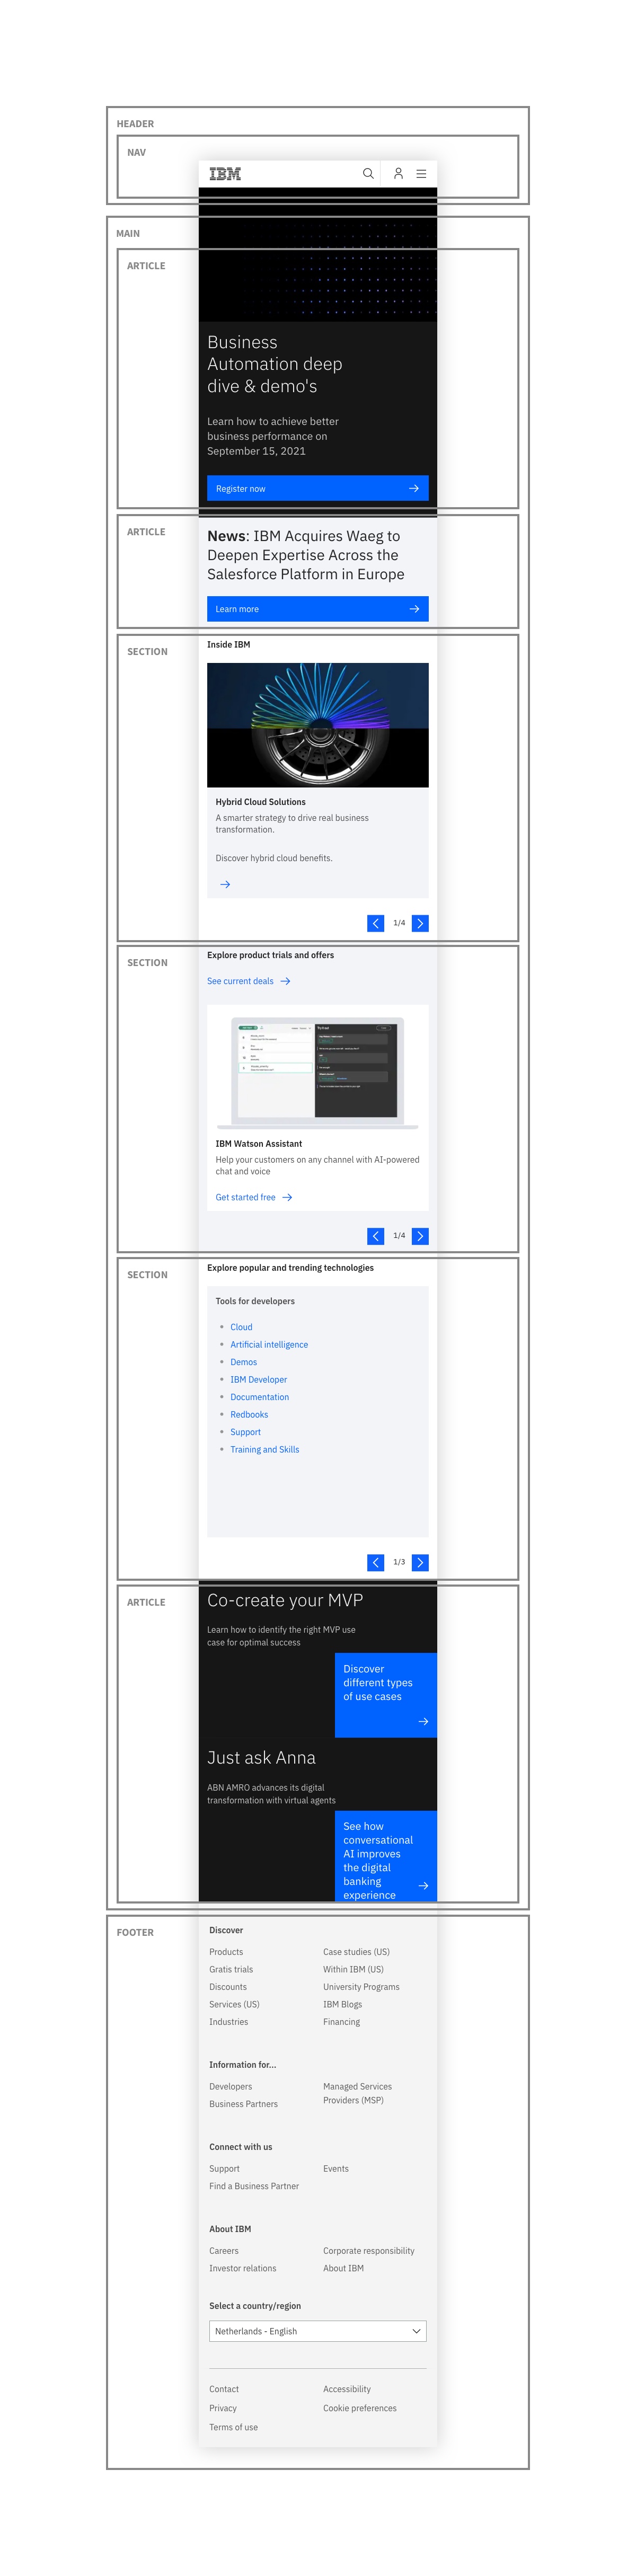 HEADER
NAV
IBM
MAIN
ARTICLE
Business
Automation deep
dive & demo's
Learn how to achieve better
business performance on
September 15, 2021
Register now
ARTICLE
News: IBM Acquires Waeg to
Deepen Expertise Across the
Salesforce Platform in Europe
Learn more
SECTION
Inside IBM
Hybrid Cloud Solutions
A smarter strategy to drive real business
transformation.
Discover hybrid cloud benefits.
1/4
SECTION
Explore product trials and offers
See current deals
IBM Watson Assistant
Help your customers on any channel with AI-powered
chat and voice
Get started free
1/4
SECTION
Explore popular and trending technologies
Tools for developers
Cloud
Artificial intelligence
Demos
IBM Developer
Documentation
Redbooks
Support
Training and Skills
1/3
ARTICLE
Co-create your MVP
Learn how to identify the right MVP use
case for optimal success
Discover
different types
of use cases
Just ask Anna
ABN AMRO advances its digital
transformation with virtual agents
See how
conversational
AI improves
the digital
banking
experience
FOOTER
Discover
Products
Gratis trials
Discounts
Services (US)
Industries
Case studies (US)
Within IBM (US)
University Programs
IBM Blogs
Financing
Information for...
Developers
Business Partners
Managed Services
Providers (MSP)
Connect with us
Support
Find a Business Partner
Events
About IBM
Careers
Investor relations
Corporate responsibility
About IBM
Select a country/region
Netherlands - English
Contact
Privacy
Terms of use
Accessibility
Cookie preferences